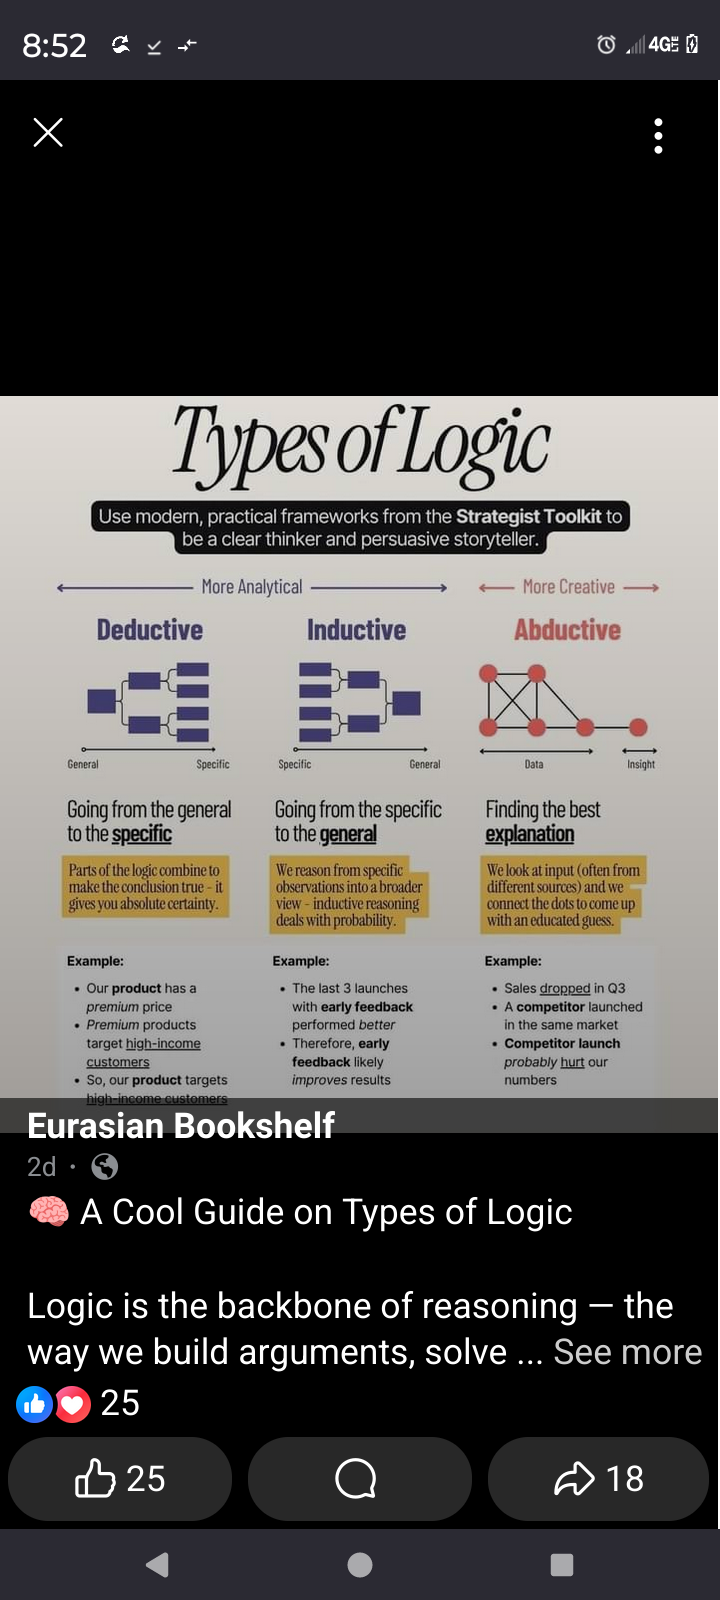 8:52
4GE
Types of Logic
Use modern, practical frameworks from the Strategist Toolkit to
be a clear thinker and persuasive storyteller.
More Analytical
More Creative
Deductive
Inductive
Abductive
General
Specific
Specific
General
Data
Insight
Going from the general
to the specific
Parts of the logic combine to
make the conclusion true - it
gives you absolute certainty.
Going from the specific
to the general
We reason from specific
observations into a broader
view - inductive reasoning
deals with probability.
Finding the best
explanation
We look at input (often from
different sources) and we
connect the dots to come up
with an educated guess.
Example:
• Our product has a
premium price
• Premium products
target high-income
customers
• So, our product targets
high-income customers
Example:
• The last 3 launches
with early feedback
performed better
• Therefore, early
feedback likely
improves results
Example:
• Sales dropped in Q3
• A competitor launched
in the same market
• Competitor launch
probably hurt our
numbers
Eurasian Bookshelf
2d ·
🧠 A Cool Guide on Types of Logic
Logic is the backbone of reasoning — the
way we build arguments, solve ... See more
25
25
18